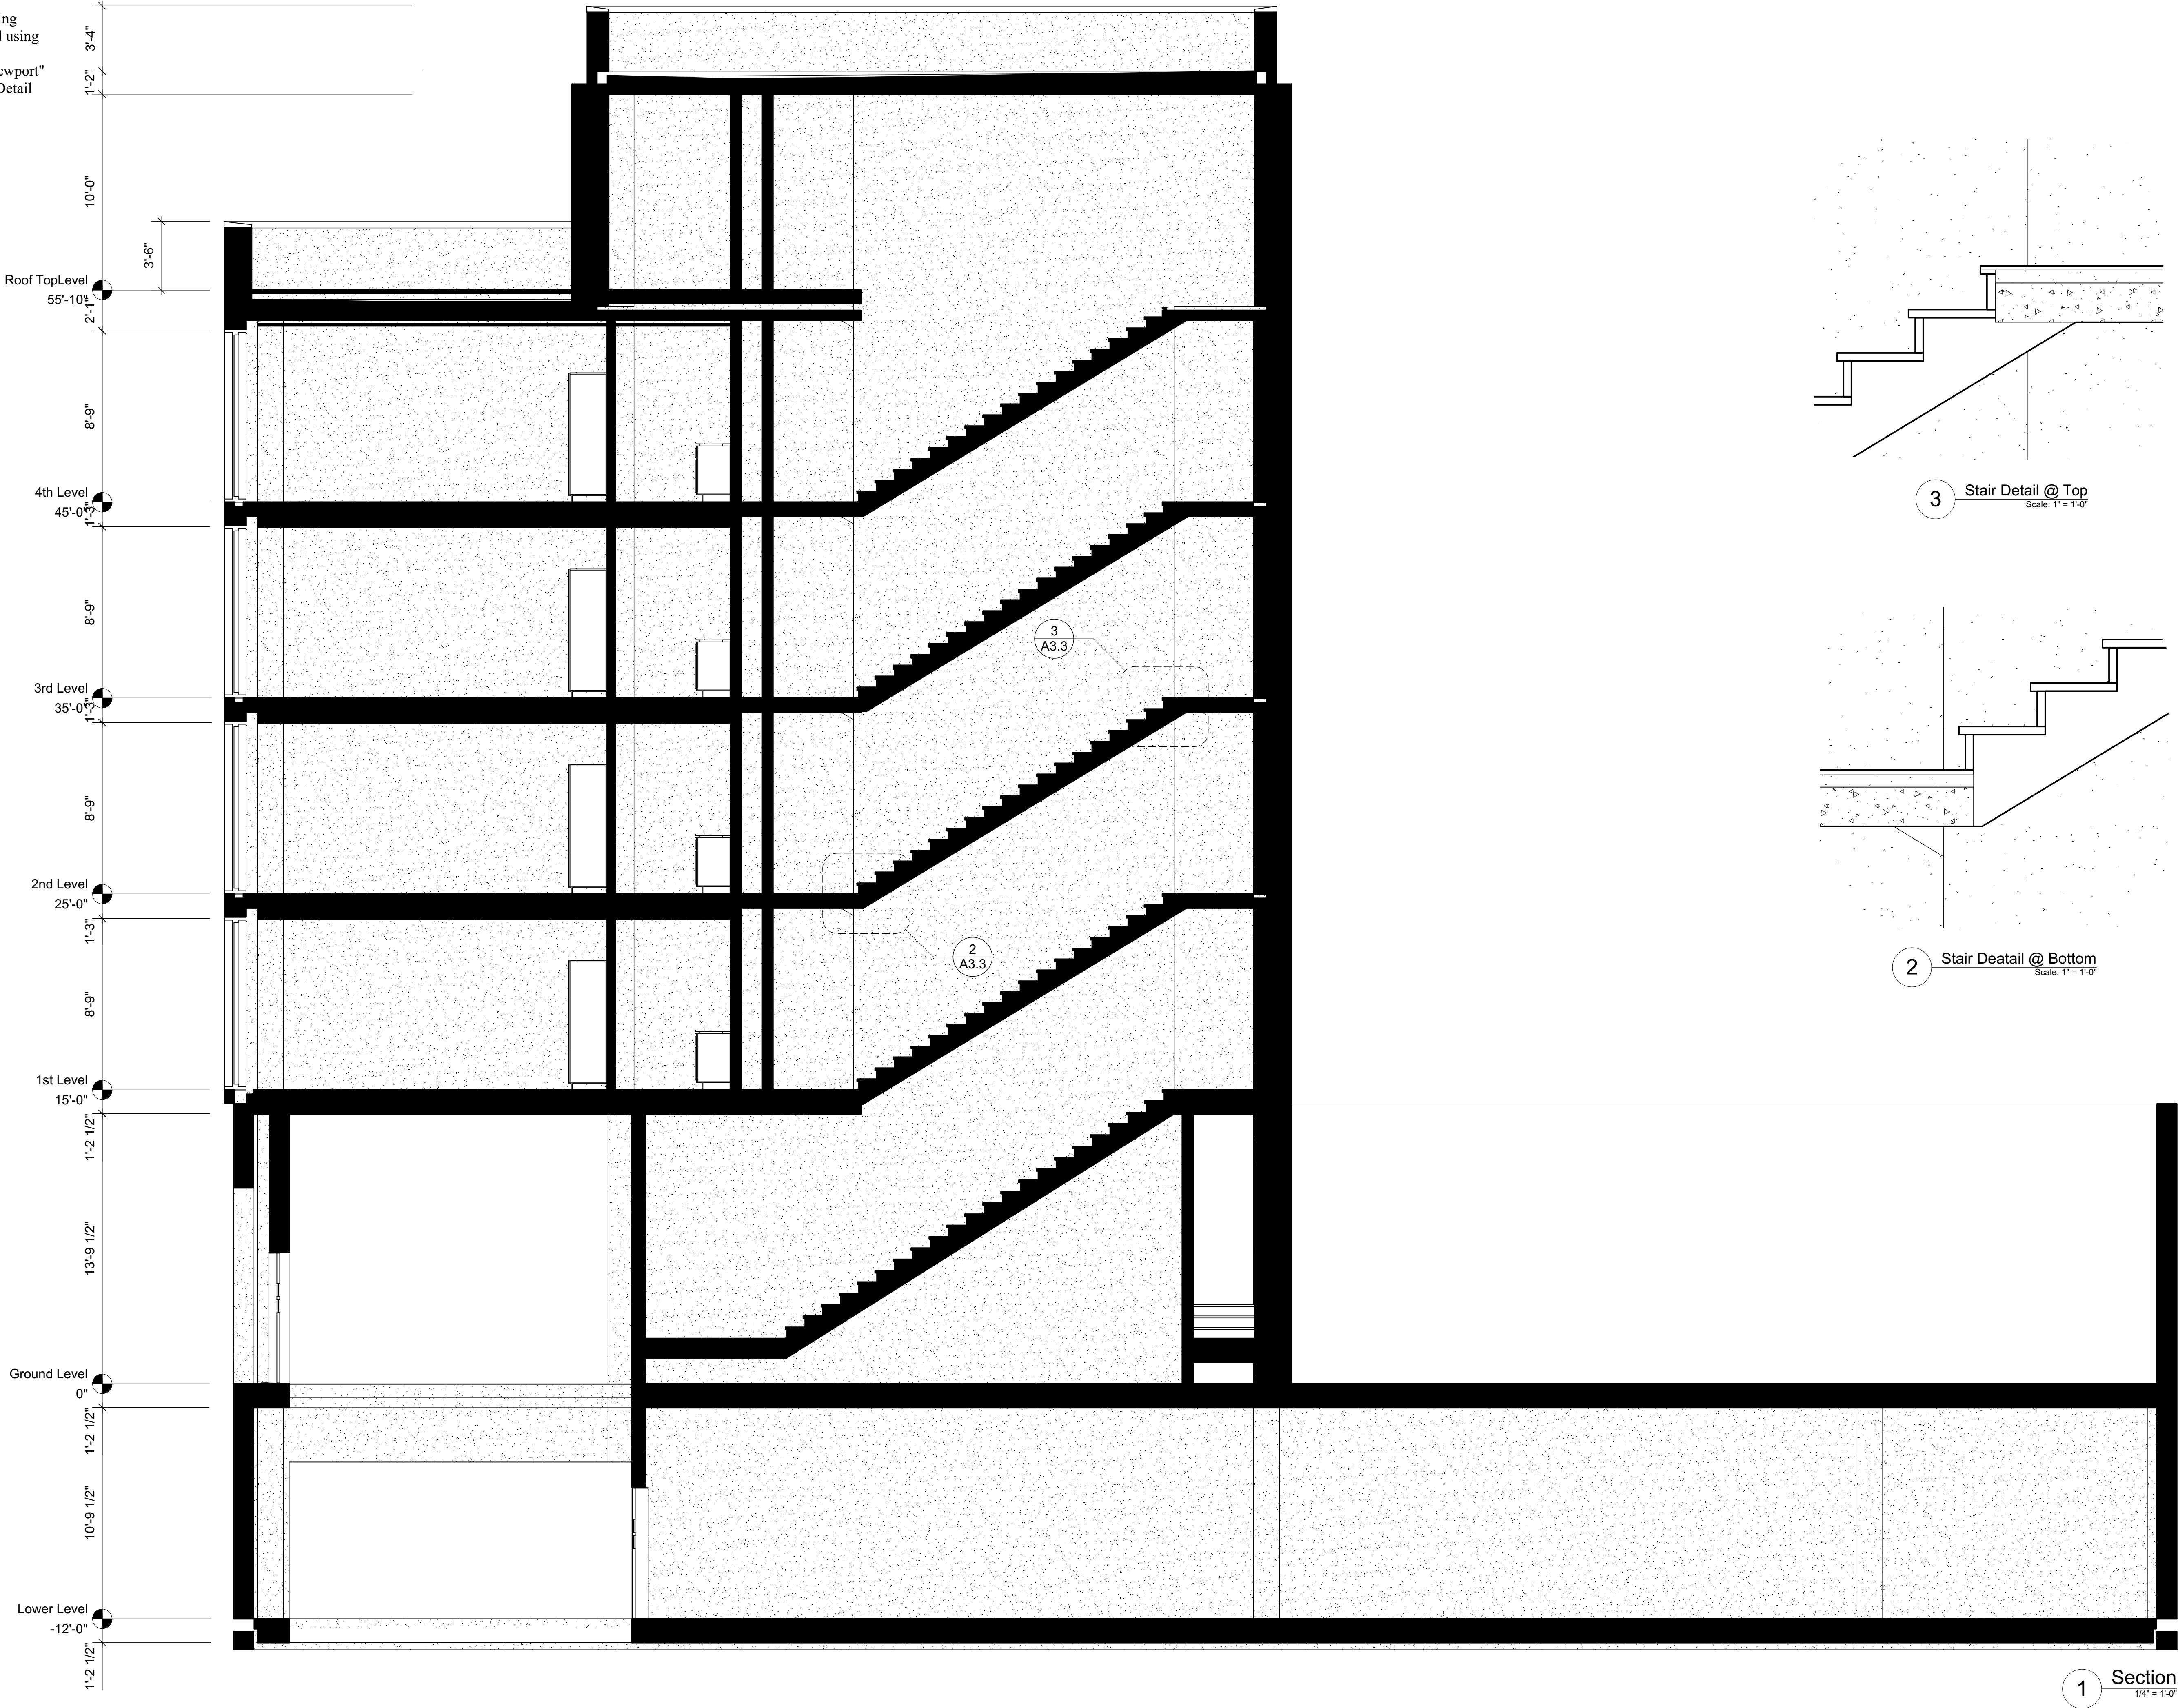 ing
l using
ewport"
Detail
3'-4"
1'-2"
10'-0"
3'-6"
Roof TopLevel
55'-10"
2'-1"
8'-9"
4th Level
45'-0"
1'-3"
8'-9"
3rd Level
35'-0"
1'-3"
8'-9"
2nd Level
25'-0"
1'-3"
8'-9"
1st Level
15'-0"
1'-2 1/2"
13'-9 1/2"
Ground Level
0"
1'-2 1/2"
10'-9 1/2"
Lower Level
-12'-0"
1'-2 1/2"
3
A3.3
2
A3.3
3
Stair Detail @ Top
Scale: 1" = 1'-0"
2
Stair Deatail @ Bottom
Scale: 1" = 1'-0"
1
Section
1/4" = 1'-0"